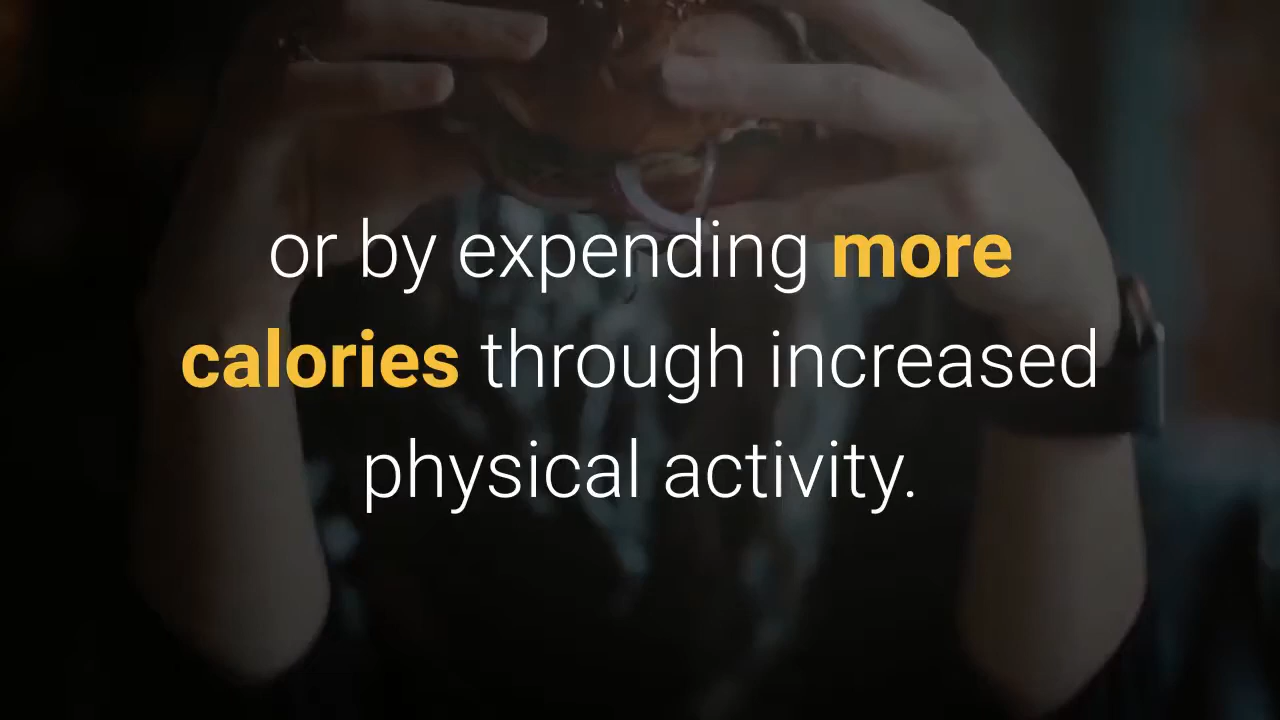 or by expending more
calories through increased
physical activity.